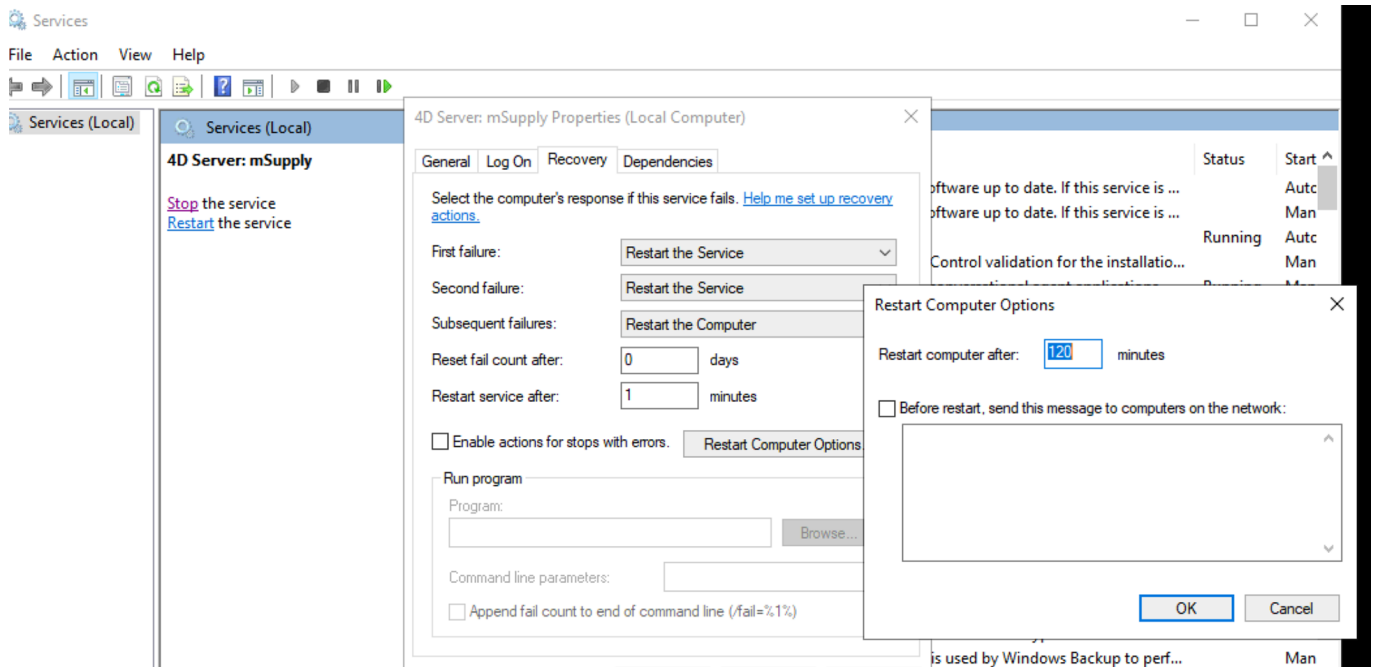 Services
File Action View Help
Services (Local)
Services (Local)
4D Server: mSupply
Stop the service
Restart the service
4D Server: mSupply Properties (Local Computer)
General Log On Recovery Dependencies
Select the computer's response if this service fails. Help me set up recovery
actions.
First failure: Restart the Service
Second failure: Restart the Service
Subsequent failures: Restart the Computer
Reset fail count after: 0 days
Restart service after: 1 minutes
Enable actions for stops with errors. Restart Computer Options
Run program
Program:
Browse...
Command line parameters:
Append fail count to end of command line (/fail=%1%)
Status Start
oftware up to date. If this service is ... Autc
oftware up to date. If this service is ... Man
Running Autc
Control validation for the installatio... Man
Restart Computer Options
Restart computer after: 120 minutes
Before restart, send this message to computers on the network:
OK Cancel
is used by Windows Backup to perf... Man